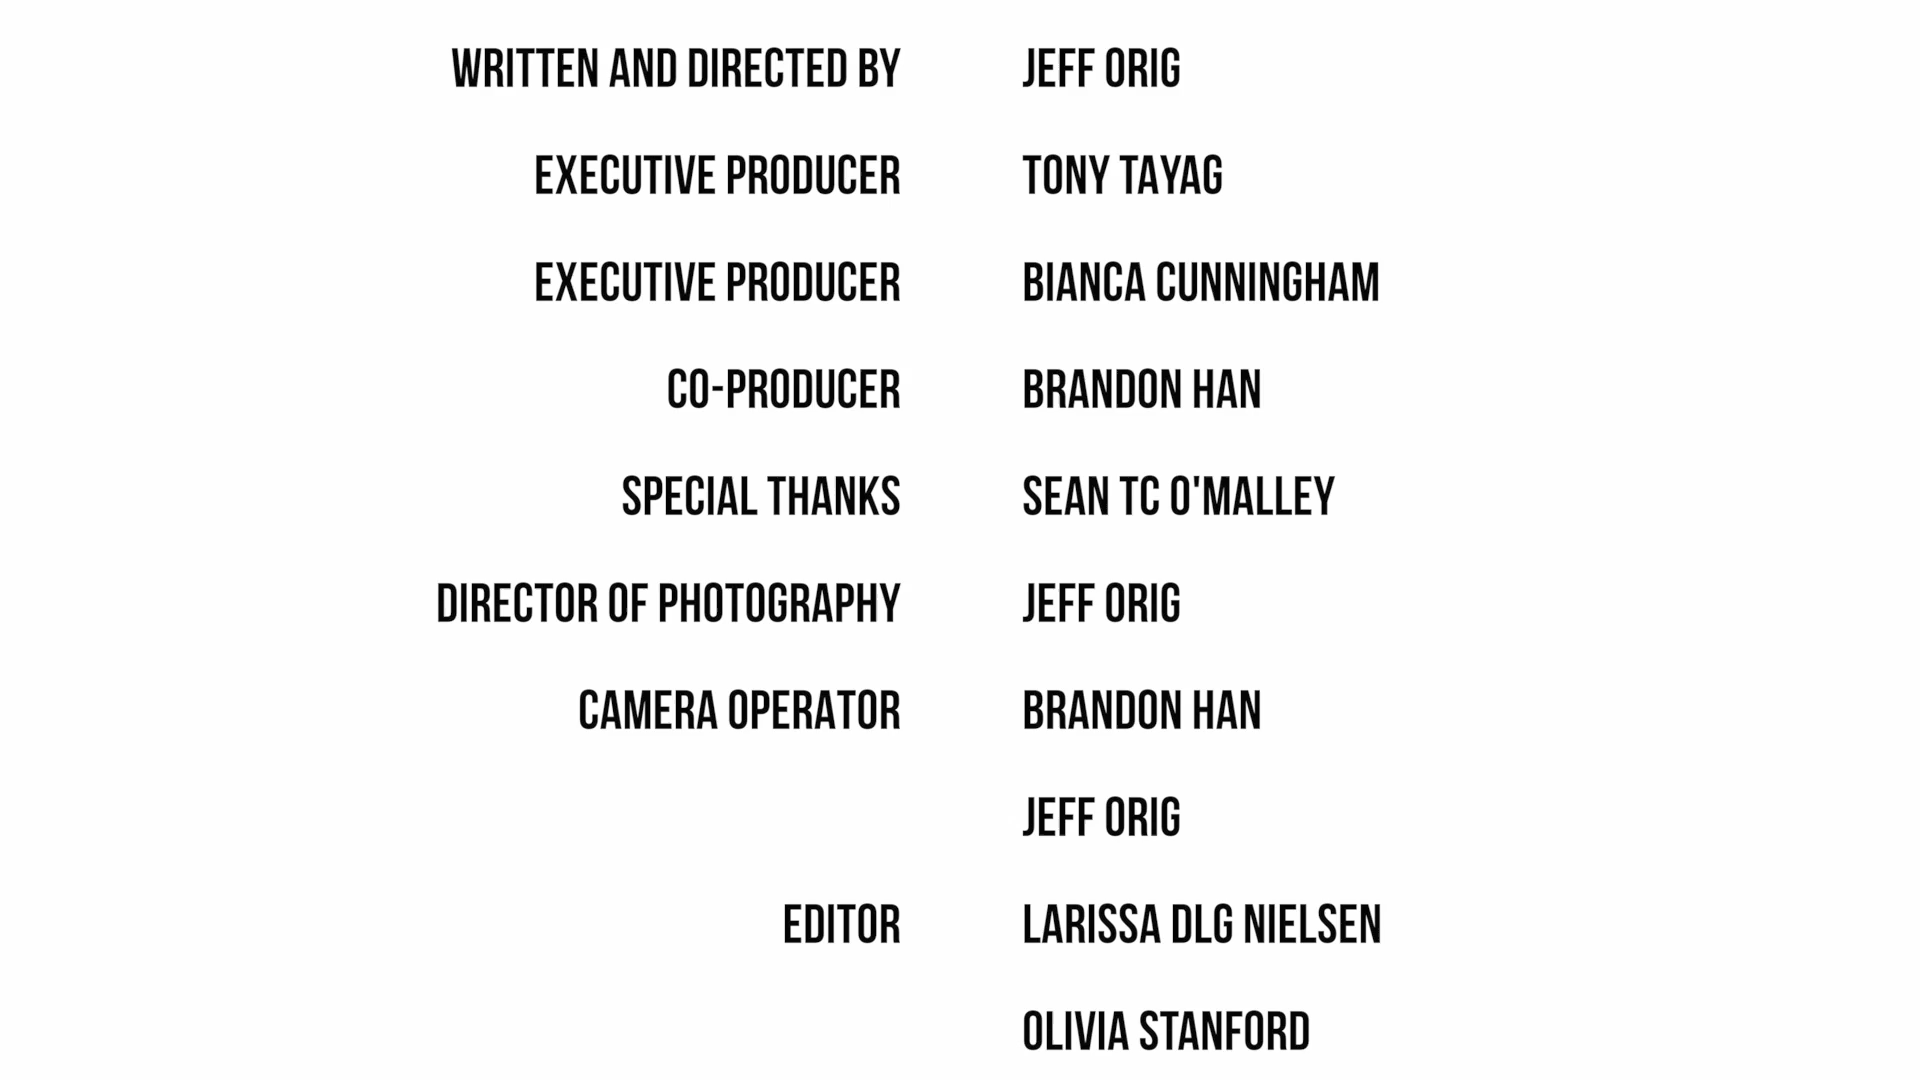 WRITTEN AND DIRECTED BY JEFF ORIG
EXECUTIVE PRODUCER TONY TAYAG
EXECUTIVE PRODUCER BIANCA CUNNINGHAM
CO-PRODUCER BRANDON HAN
SPECIAL THANKS SEAN TC O'MALLEY
DIRECTOR OF PHOTOGRAPHY JEFF ORIG
CAMERA OPERATOR BRANDON HAN
JEFF ORIG
EDITOR LARISSA DLG NIELSEN
OLIVIA STANFORD